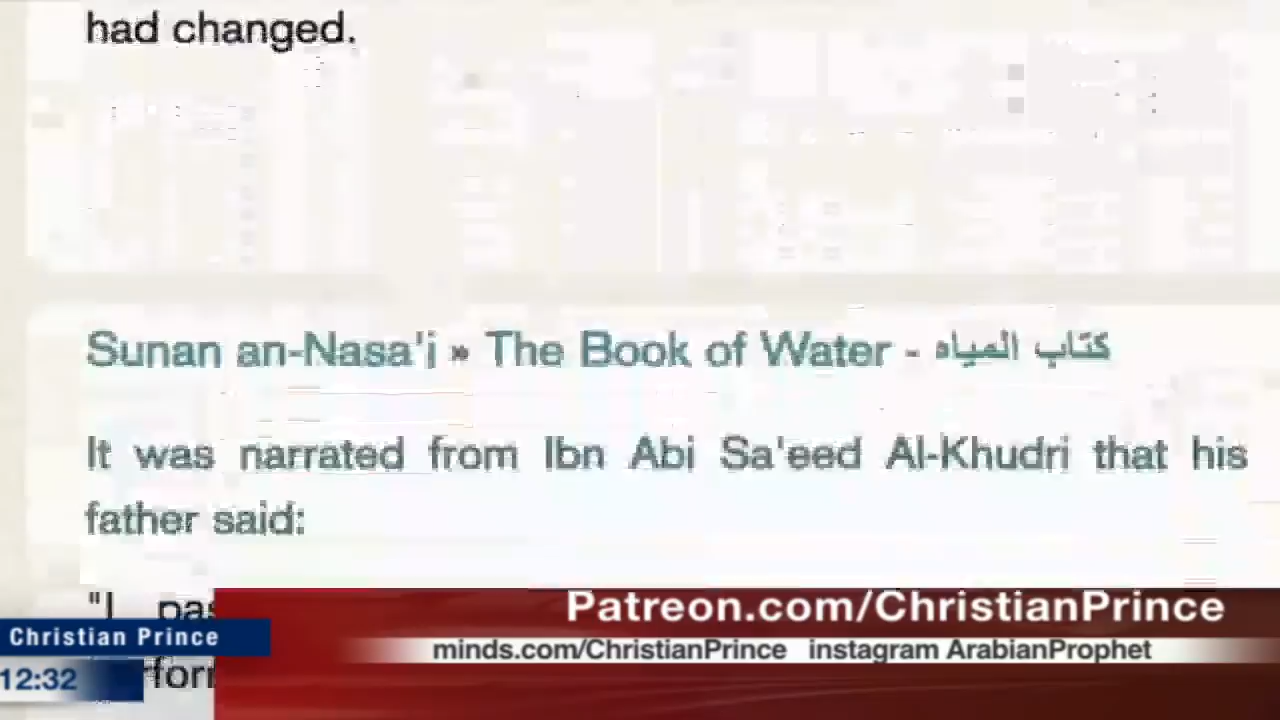 had changed.
Sunan an-Nasa'i » The Book of Water - كتاب المياه
It was narrated from Ibn Abi Sa'eed Al-Khudri that his
father said:
"I pas
Patreon.com/ChristianPrince
Christian Prince
minds.com/ChristianPrince instagram ArabianProphet
12:32